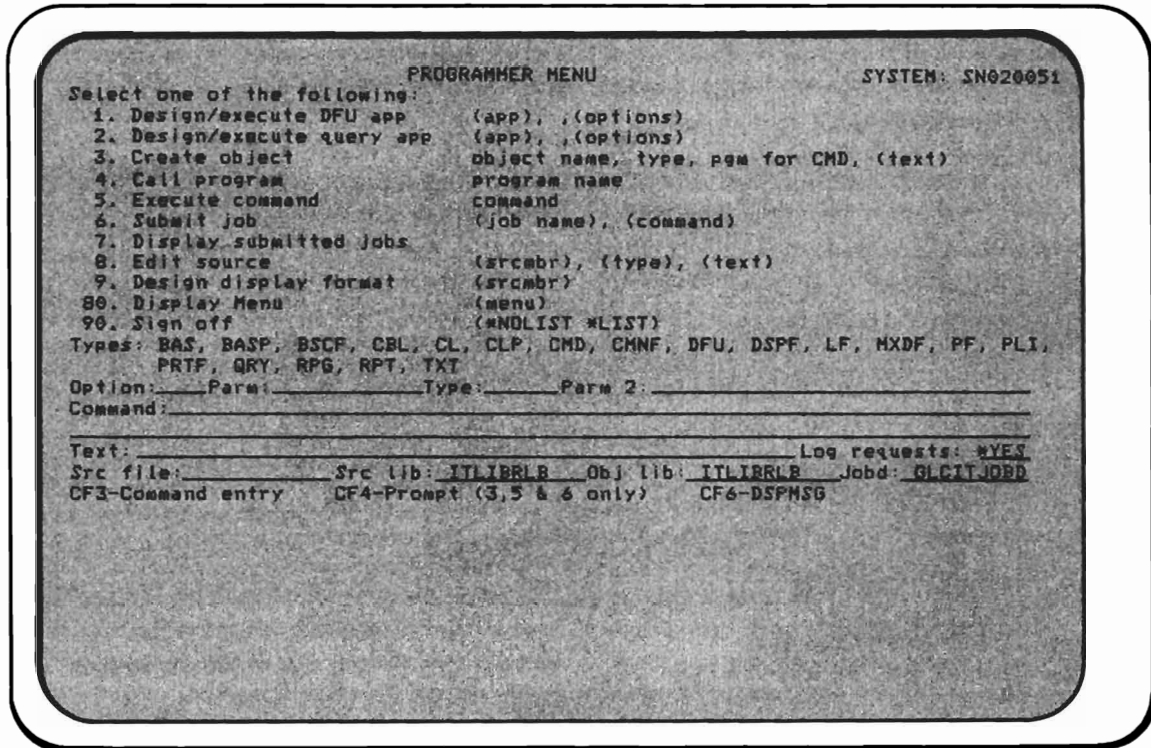 PROGRAMMER MENU SYSTEM: SN020051
Select one of the following:
1. Design/execute DFU app (app), ,(options)
2. Design/execute query app (app), ,(options)
3. Create object object name, type, pgm for CMD, (text)
4. Call program program name
5. Execute command command
6. Submit job (job name), (command)
7. Display submitted jobs
8. Edit source (srcmbr), (type), (text)
9. Design display format (srcmbr)
80. Display Menu (menu)
90. Sign off (*NOLIST *LIST)
Types: BAS, BASP, BSCF, CBL, CL, CLP, CMD, CMNF, DFU, DSPF, LF, MXDF, PF, PLI,
PRTF, QRY, RPG, RPT, TXT
Option: Parm: Type: Parm 2:
Command:
Text: Log requests: *YES
Src file: Src lib: ITLIBRLB Obj lib: ITLIBRLB Jobd: GLCITJOBD
CF3-Command entry CF4-Prompt (3,5 & 6 only) CF6-DSPMSG